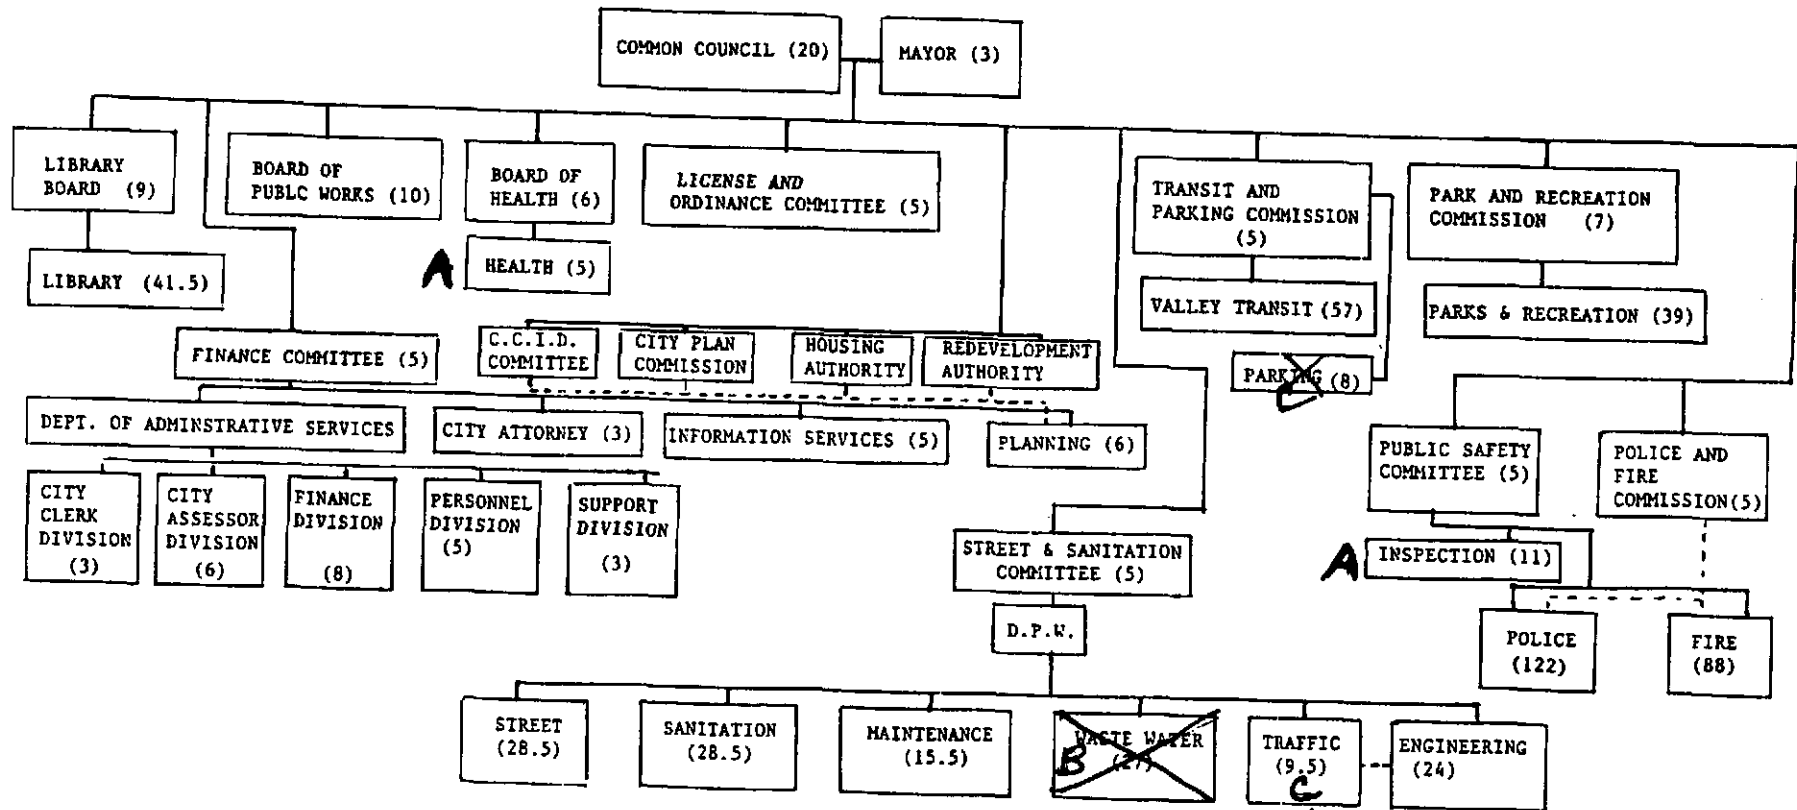 COMMON COUNCIL (20)
MAYOR (3)
LIBRARY
BOARD (9)
BOARD OF
PUBLC WORKS (10)
BOARD OF
HEALTH (6)
LICENSE AND
ORDINANCE COMMITTEE (5)
TRANSIT AND
PARKING COMMISSION
(5)
PARK AND RECREATION
COMMISSION (7)
LIBRARY (41.5)
A
HEALTH (5)
VALLEY TRANSIT (57)
PARKS & RECREATION (39)
FINANCE COMMITTEE (5)
C.C.I.D.
COMMITTEE
CITY PLAN
COMMISSION
HOUSING
AUTHORITY
REDEVELOPMENT
AUTHORITY
PARKING (8)
C
DEPT. OF ADMINSTRATIVE SERVICES
CITY ATTORNEY (3)
INFORMATION SERVICES (5)
PLANNING (6)
PUBLIC SAFETY
COMMITTEE (5)
POLICE AND
FIRE
COMMISSION (5)
CITY
CLERK
DIVISION
(3)
CITY
ASSESSOR
DIVISION
(6)
FINANCE
DIVISION
(8)
PERSONNEL
DIVISION
(5)
SUPPORT
DIVISION
(3)
STREET & SANITATION
COMMITTEE (5)
A
INSPECTION (11)
D.P.W.
POLICE
(122)
FIRE
(88)
STREET
(28.5)
SANITATION
(28.5)
MAINTENANCE
(15.5)
WASTE WATER
B (27)
TRAFFIC
(9.5)
C
ENGINEERING
(24)